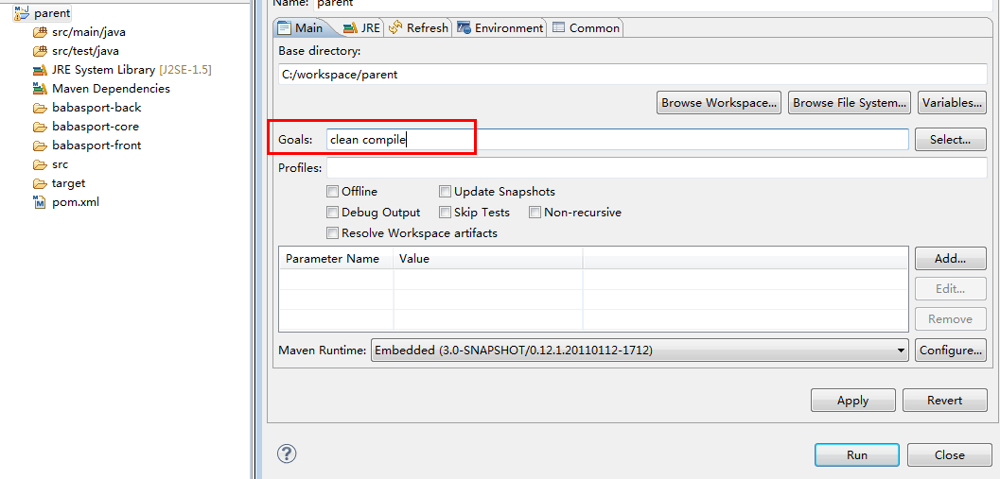 parent
src/main/java
src/test/java
JRE System Library [J2SE-1.5]
Maven Dependencies
babasport-back
babasport-core
babasport-front
src
target
pom.xml
Name: parent
Main JRE Refresh Environment Common
Base directory:
C:/workspace/parent
Browse Workspace... Browse File System... Variables...
Goals: clean compile Select...
Profiles:
Offline Update Snapshots
Debug Output Skip Tests Non-recursive
Resolve Workspace artifacts
Parameter Name Value Add...
Edit...
Remove
Maven Runtime: Embedded (3.0-SNAPSHOT/0.12.1.20110112-1712) Configure...
Apply Revert
Run Close